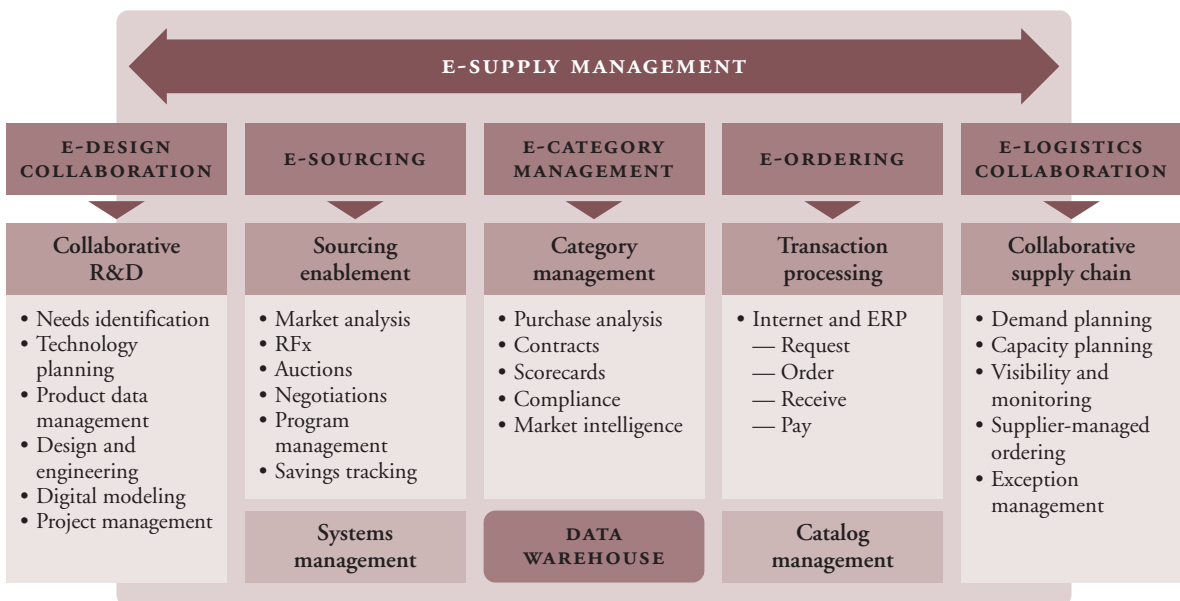 E-SUPPLY MANAGEMENT
E-DESIGN
COLLABORATION
E-SOURCING
E-CATEGORY
MANAGEMENT
E-ORDERING
E-LOGISTICS
COLLABORATION
Collaborative
R&D
• Needs identification
• Technology
planning
• Product data
management
• Design and
engineering
• Digital modeling
• Project management
Sourcing
enablement
• Market analysis
• RFx
• Auctions
• Negotiations
• Program
management
• Savings tracking
Systems
management
Category
management
• Purchase analysis
• Contracts
• Scorecards
• Compliance
• Market intelligence
DATA
WAREHOUSE
Transaction
processing
• Internet and ERP
— Request
— Order
— Receive
— Pay
Catalog
management
Collaborative
supply chain
• Demand planning
• Capacity planning
• Visibility and
monitoring
• Supplier-managed
ordering
• Exception
management